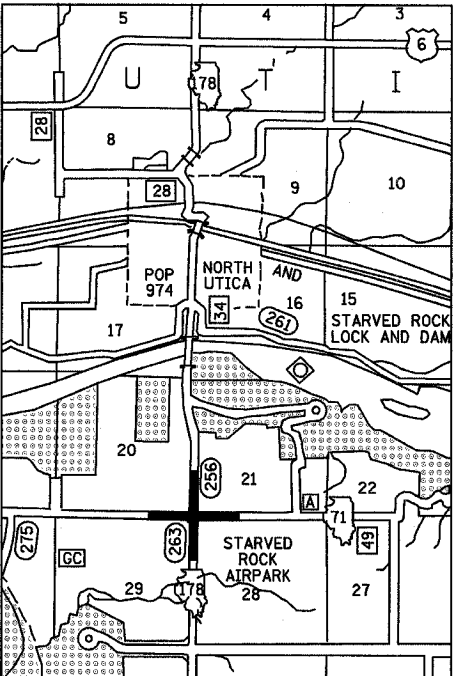 5
4
3
6
U T I
178
28
8
28
9
10
POP
974
NORTH
UTICA
AND
34
261
16
15
17
STARVED ROCK
LOCK AND DAM
20
256
21
22
A
71
49
275
263
GC
STARVED
ROCK
AIRPARK
29
178
28
27